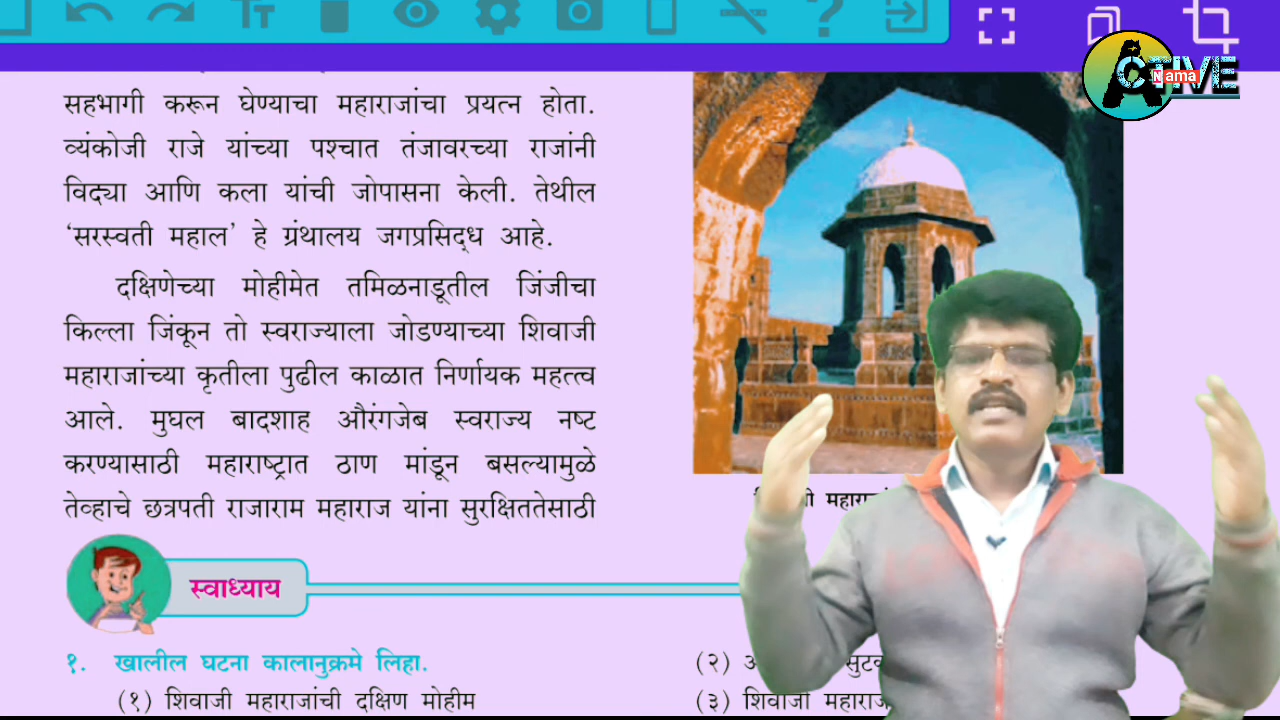 सहभागी करून घेण्याचा महाराजांचा प्रयत्न होता.
व्यंकोजी राजे यांच्या पश्चात तंजावरच्या राजांनी
विद्या आणि कला यांची जोपासना केली. तेथील
‘सरस्वती महाल’ हे ग्रंथालय जगप्रसिद्ध आहे.
दक्षिणेच्या मोहीमेत तमिळनाडूतील जिंजीचा
किल्ला जिंकून तो स्वराज्याला जोडण्याच्या शिवाजी
महाराजांच्या कृतीला पुढील काळात निर्णायक महत्त्व
आले. मुघल बादशाह औरंगजेब स्वराज्य नष्ट
करण्यासाठी महाराष्ट्रात ठाण मांडून बसल्यामुळे
तेव्हाचे छत्रपती राजाराम महाराज यांना सुरक्षिततेसाठी
स्वाध्याय
१. खालील घटना कालानुक्रमे लिहा.
(१) शिवाजी महाराजांची दक्षिण मोहीम
(२)
(३) शिवाजी
ACTIVE
Nama